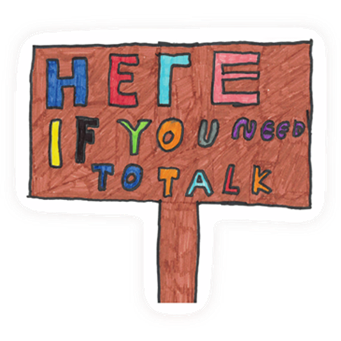 HErE
IF YOU NEED
TO TALK